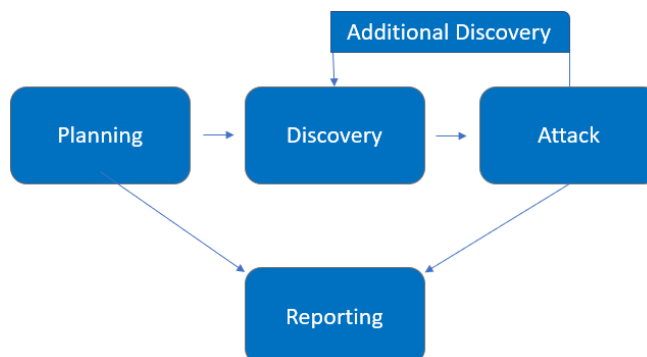 Additional Discovery
Planning
Discovery
Attack
Reporting